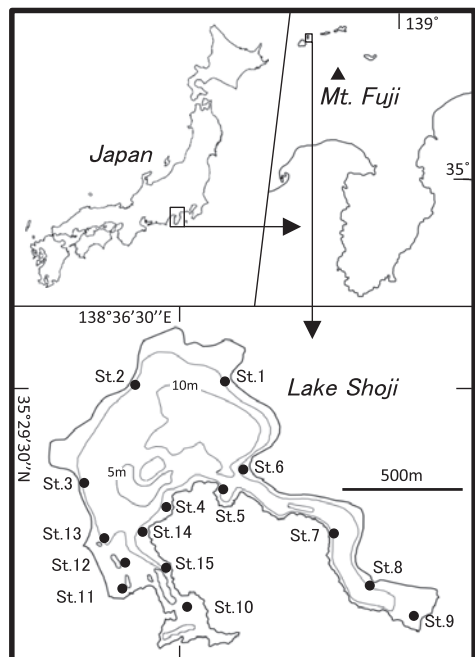 139°
Mt. Fuji
Japan
35°
138°36'30''E
St.2
St.1
10m
Lake Shoji
35°29'30''N
5m
St.6
St.3
500m
St.4
St.5
St.13
St.14
St.7
St.12
St.15
St.8
St.11
St.10
St.9